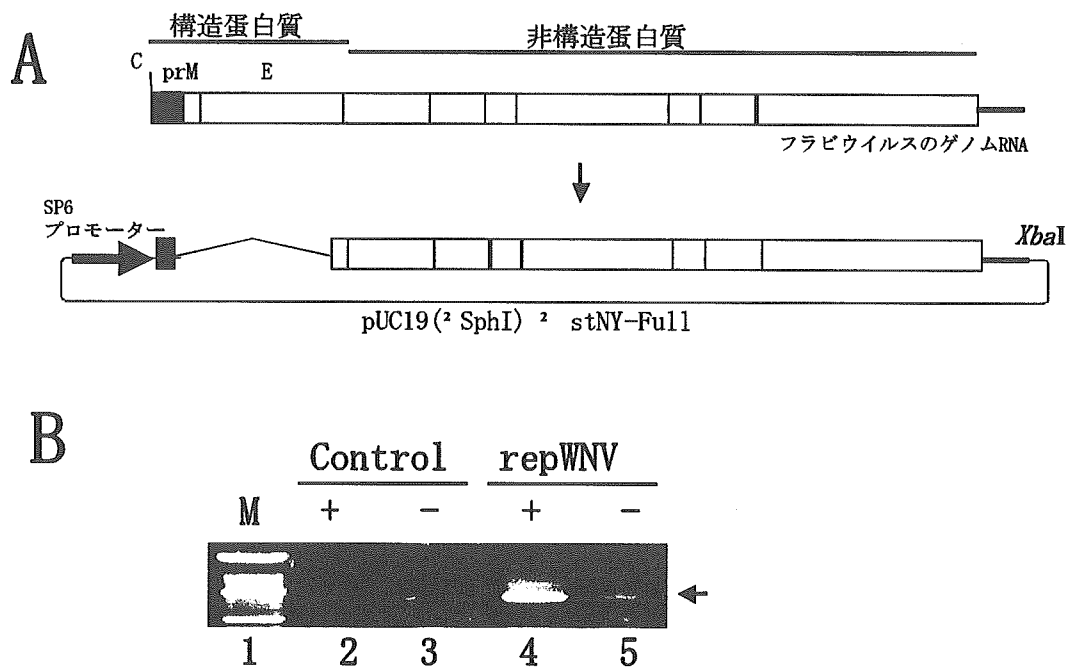 A
構造蛋白質
非構造蛋白質
C
prM
E
フラビウイルスのゲノムRNA
SP6
プロモーター
XbaI
pUC19(² SphI) ² stNY-Full
B
Control
repWNV
M + − + −
1 2 3 4 5